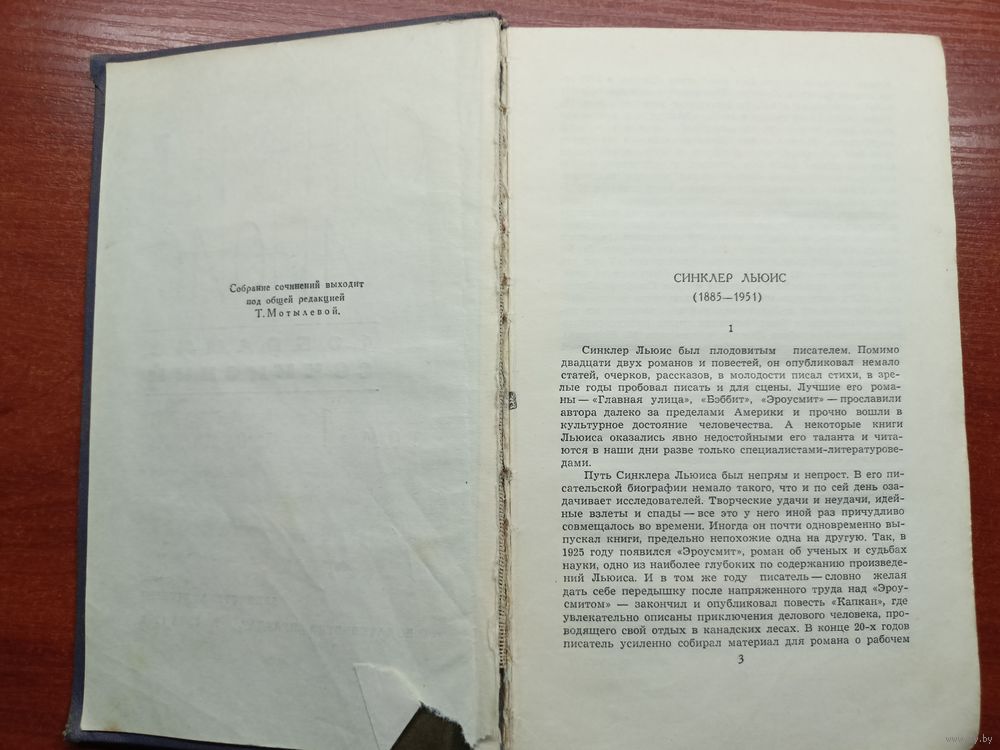 Собрание сочинений выходит
под общей редакцией
Т. Мотылевой.
СИНКЛЕР ЛЬЮИС
(1885—1951)
1
Синклер Льюис был плодовитым писателем. Помимо
двадцати двух романов и повестей, он опубликовал немало
статей, очерков, рассказов, в молодости писал стихи, в зре-
лые годы пробовал писать и для сцены. Лучшие его рома-
ны — «Главная улица», «Бэббит», «Эроусмит» — прославили
автора далеко за пределами Америки и прочно вошли в
культурное достояние человечества. А некоторые книги
Льюиса оказались явно недостойными его таланта и чита-
ются в наши дни разве только специалистами-литературове-
дами.
Путь Синклера Льюиса был непрям и непрост. В его пи-
сательской биографии немало такого, что и по сей день оза-
дачивает исследователей. Творческие удачи и неудачи, идей-
ные взлеты и спады — все это у него иной раз причудливо
совмещалось во времени. Иногда он почти одновременно вы-
пускал книги, предельно непохожие одна на другую. Так, в
1925 году появился «Эроусмит», роман об ученых и судьбах
науки, одно из наиболее глубоких по содержанию произведе-
ний Льюиса. И в том же году писатель — словно желая
дать себе передышку после напряженного труда над «Эроу-
смитом» — закончил и опубликовал повесть «Капкан», где
увлекательно описаны приключения делового человека, про-
водящего свой отдых в канадских лесах. В конце 20-х годов
писатель усиленно собирал материал для романа о рабочем
3